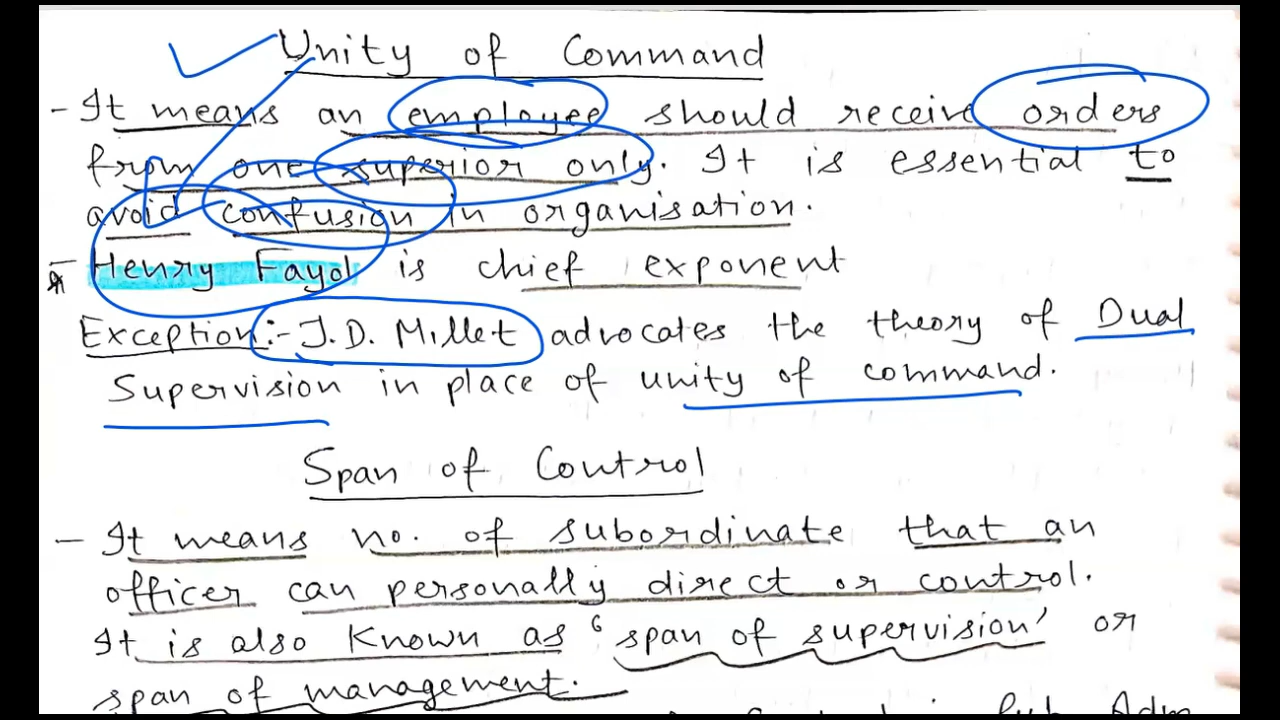 Unity of Command
- It means an employee should receive orders
from one superior only. It is essential to
avoid confusion in organisation.
- Henry Fayol is chief exponent
Exception:- J.D. Millet advocates the theory of Dual
Supervision in place of unity of command.
Span of Control
- It means no. of subordinate that an
officer can personally direct or control.
It is also known as 'span of supervision' or
span of management.